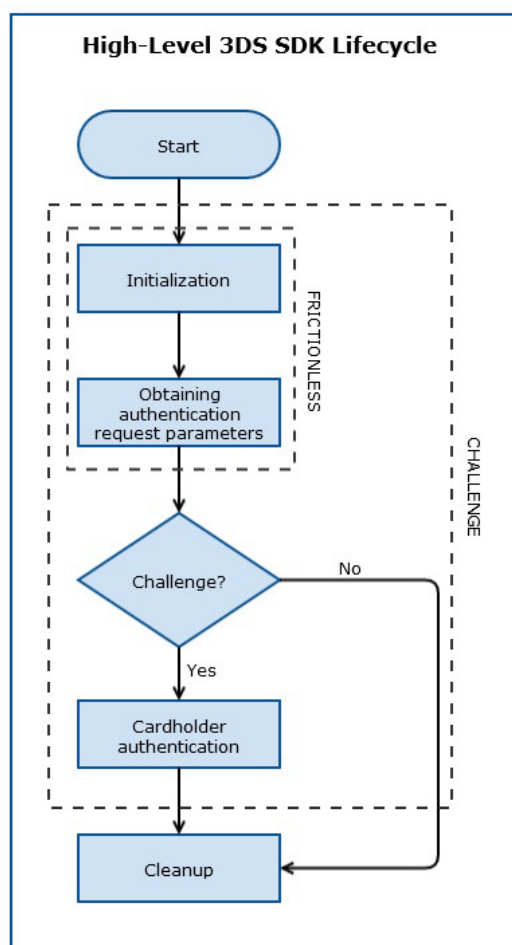 High-Level 3DS SDK Lifecycle
Start
Initialization
FRICTIONLESS
Obtaining
authentication
request parameters
CHALLENGE
Challenge?
No
Yes
Cardholder
authentication
Cleanup